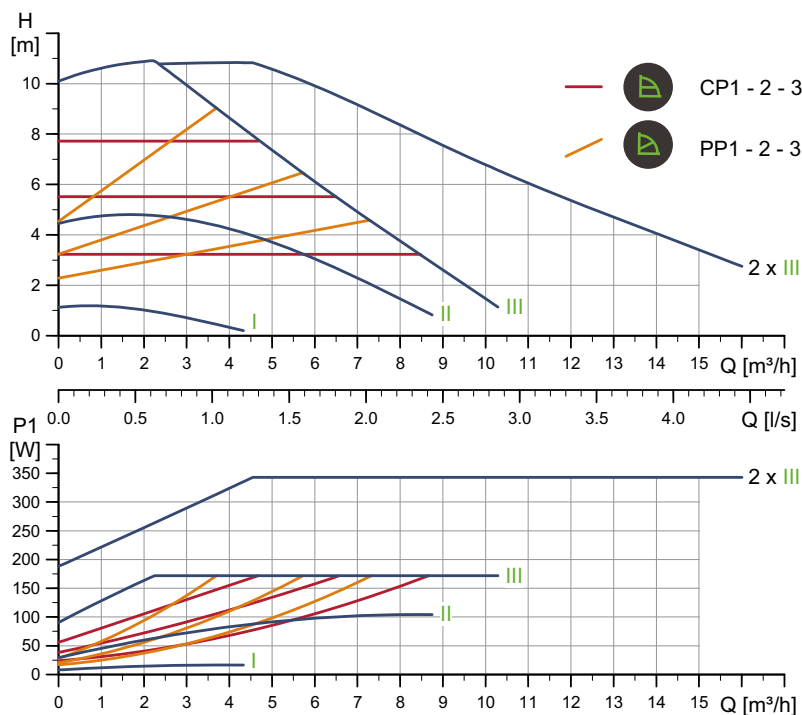 H
[m]
CP1 - 2 - 3
PP1 - 2 - 3
10
8
6
4
2
0
2 x III
III
II
I
0 1 2 3 4 5 6 7 8 9 10 11 12 13 14 15 Q [m³/h]
0.0 0.5 1.0 1.5 2.0 2.5 3.0 3.5 4.0 Q [l/s]
P1
[W]
350
300
250
200
150
100
50
0
2 x III
III
II
I
0 1 2 3 4 5 6 7 8 9 10 11 12 13 14 15 Q [m³/h]